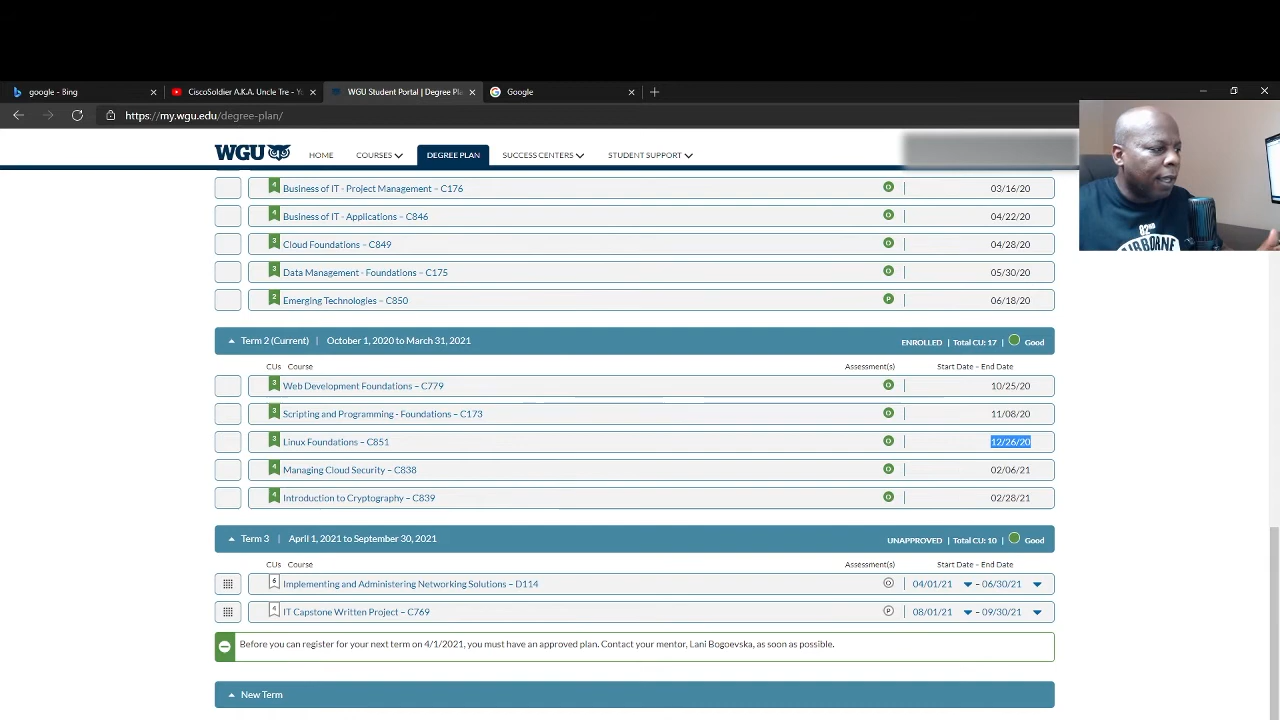 google - Bing
CiscoSoldier A.K.A. Uncle Tre - Yo
WGU Student Portal | Degree Pla
Google
https://my.wgu.edu/degree-plan/
WGU HOME COURSES DEGREE PLAN SUCCESS CENTERS STUDENT SUPPORT
4 Business of IT - Project Management – C176 O 03/16/20
4 Business of IT - Applications – C846 O 04/22/20
3 Cloud Foundations – C849 O 04/28/20
3 Data Management - Foundations – C175 O 05/30/20
2 Emerging Technologies – C850 P 06/18/20
Term 2 (Current) | October 1, 2020 to March 31, 2021 ENROLLED | Total CU: 17 | Good
CUs Course Assessment(s) Start Date – End Date
3 Web Development Foundations – C779 O 10/25/20
3 Scripting and Programming - Foundations – C173 O 11/08/20
3 Linux Foundations – C851 O 12/26/20
4 Managing Cloud Security – C838 O 02/06/21
4 Introduction to Cryptography – C839 O 02/28/21
Term 3 | April 1, 2021 to September 30, 2021 UNAPPROVED | Total CU: 10 | Good
CUs Course Assessment(s) Start Date – End Date
6 Implementing and Administering Networking Solutions – D114 O 04/01/21 – 06/30/21
4 IT Capstone Written Project – C769 P 08/01/21 – 09/30/21
Before you can register for your next term on 4/1/2021, you must have an approved plan. Contact your mentor, Lani Bogoevska, as soon as possible.
New Term